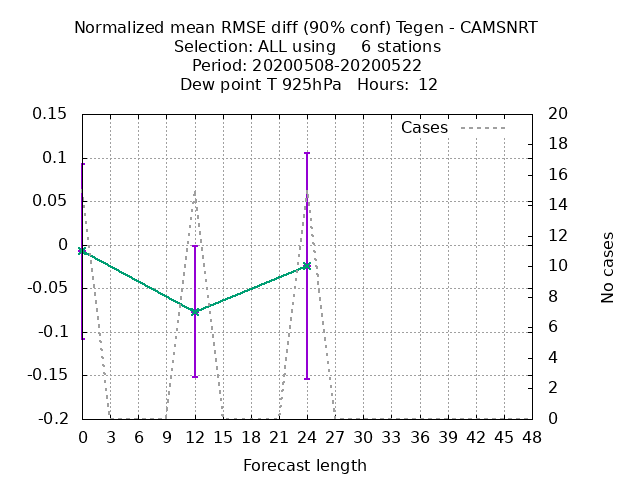 Normalized mean RMSE diff (90% conf) Tegen - CAMSNRT
Selection: ALL using     6 stations
Period: 20200508-20200522
Dew point T 925hPa   Hours:  12
Cases
0.15
0.1
0.05
0
-0.05
-0.1
-0.15
-0.2
20
18
16
14
12
10
8
6
4
2
0
No cases
0 3 6 9 12 15 18 21 24 27 30 33 36 39 42 45 48
Forecast length